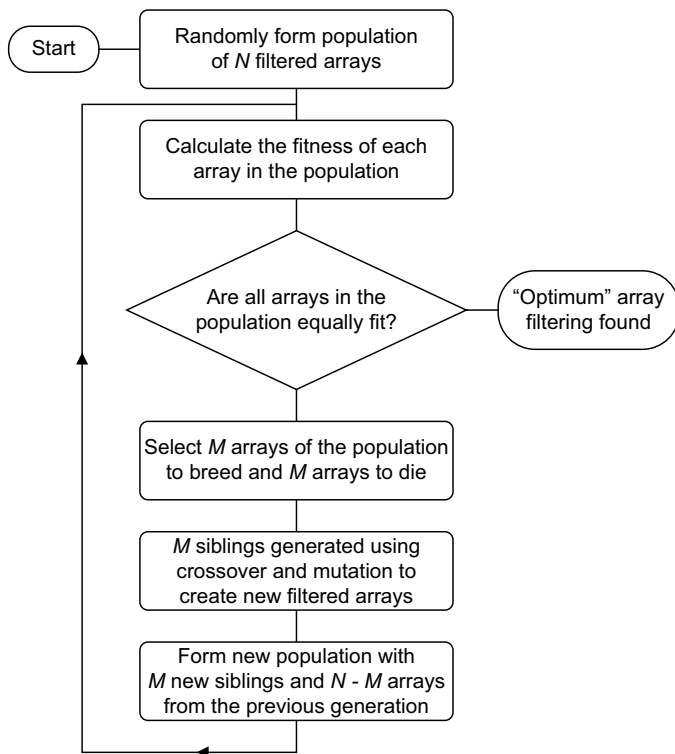 Start
Randomly form population
of N filtered arrays
Calculate the fitness of each
array in the population
Are all arrays in the
population equally fit?
“Optimum” array
filtering found
Select M arrays of the population
to breed and M arrays to die
M siblings generated using
crossover and mutation to
create new filtered arrays
Form new population with
M new siblings and N - M arrays
from the previous generation